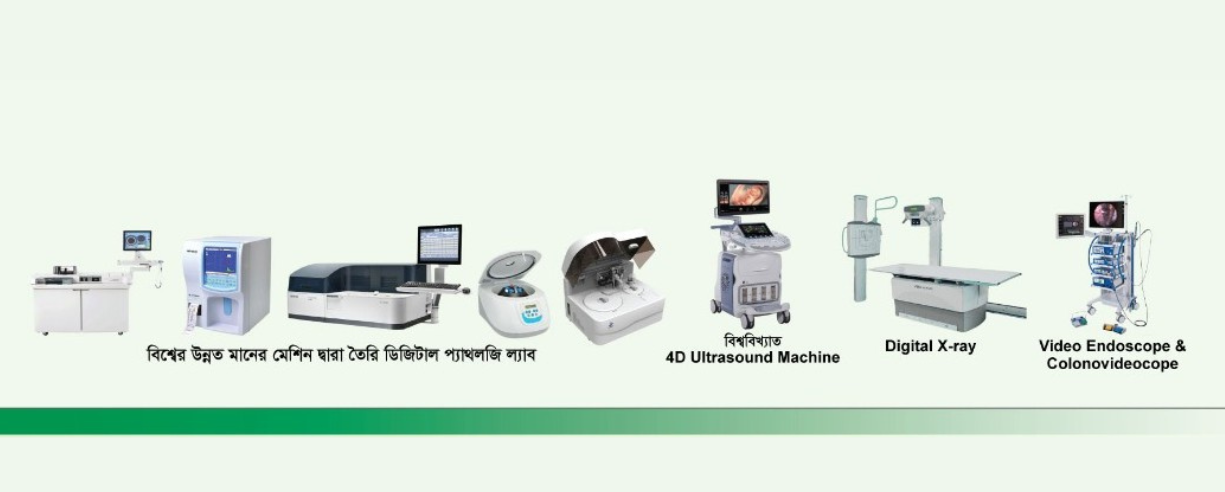 বিশ্বের উন্নত মানের মেশিন দ্বারা তৈরি ডিজিটাল প্যাথলজি ল্যাব
বিশ্ববিখ্যাত
4D Ultrasound Machine
Digital X-ray
Video Endoscope &
Colonovideocope